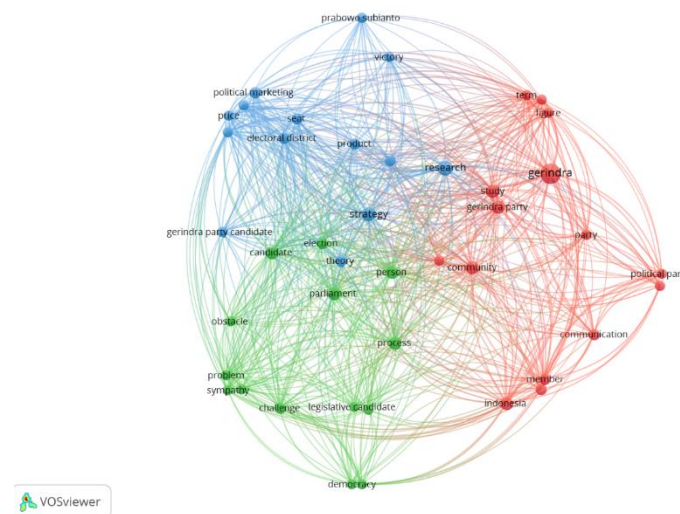 prabowo subianto
victory
political marketing
term
price
figure
seat
electoral district
product
research
gerindra
study
gerindra party
strategy
gerindra party candidate
party
election
candidate
theory
community
person
political part
parliament
obstacle
communication
process
problem
member
sympathy
indonesia
challenge
legislative candidate
democracy
VOSviewer